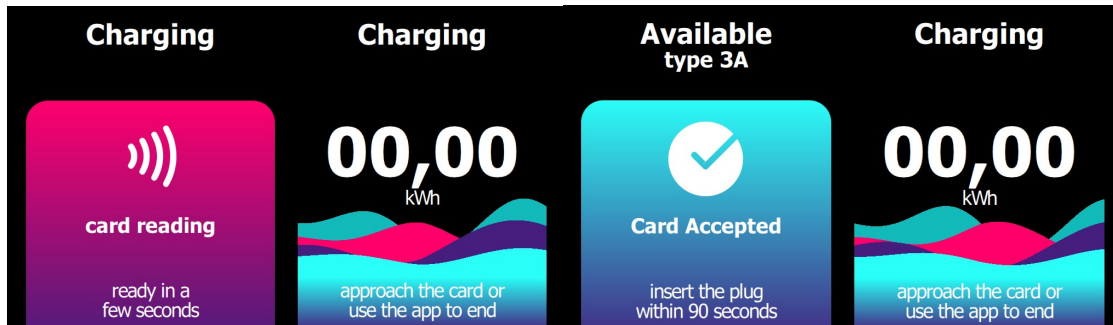 Charging
card reading
ready in a
few seconds
Charging
00,00
kWh
approach the card or
use the app to end
Available
type 3A
Card Accepted
insert the plug
within 90 seconds
Charging
00,00
kWh
approach the card or
use the app to end